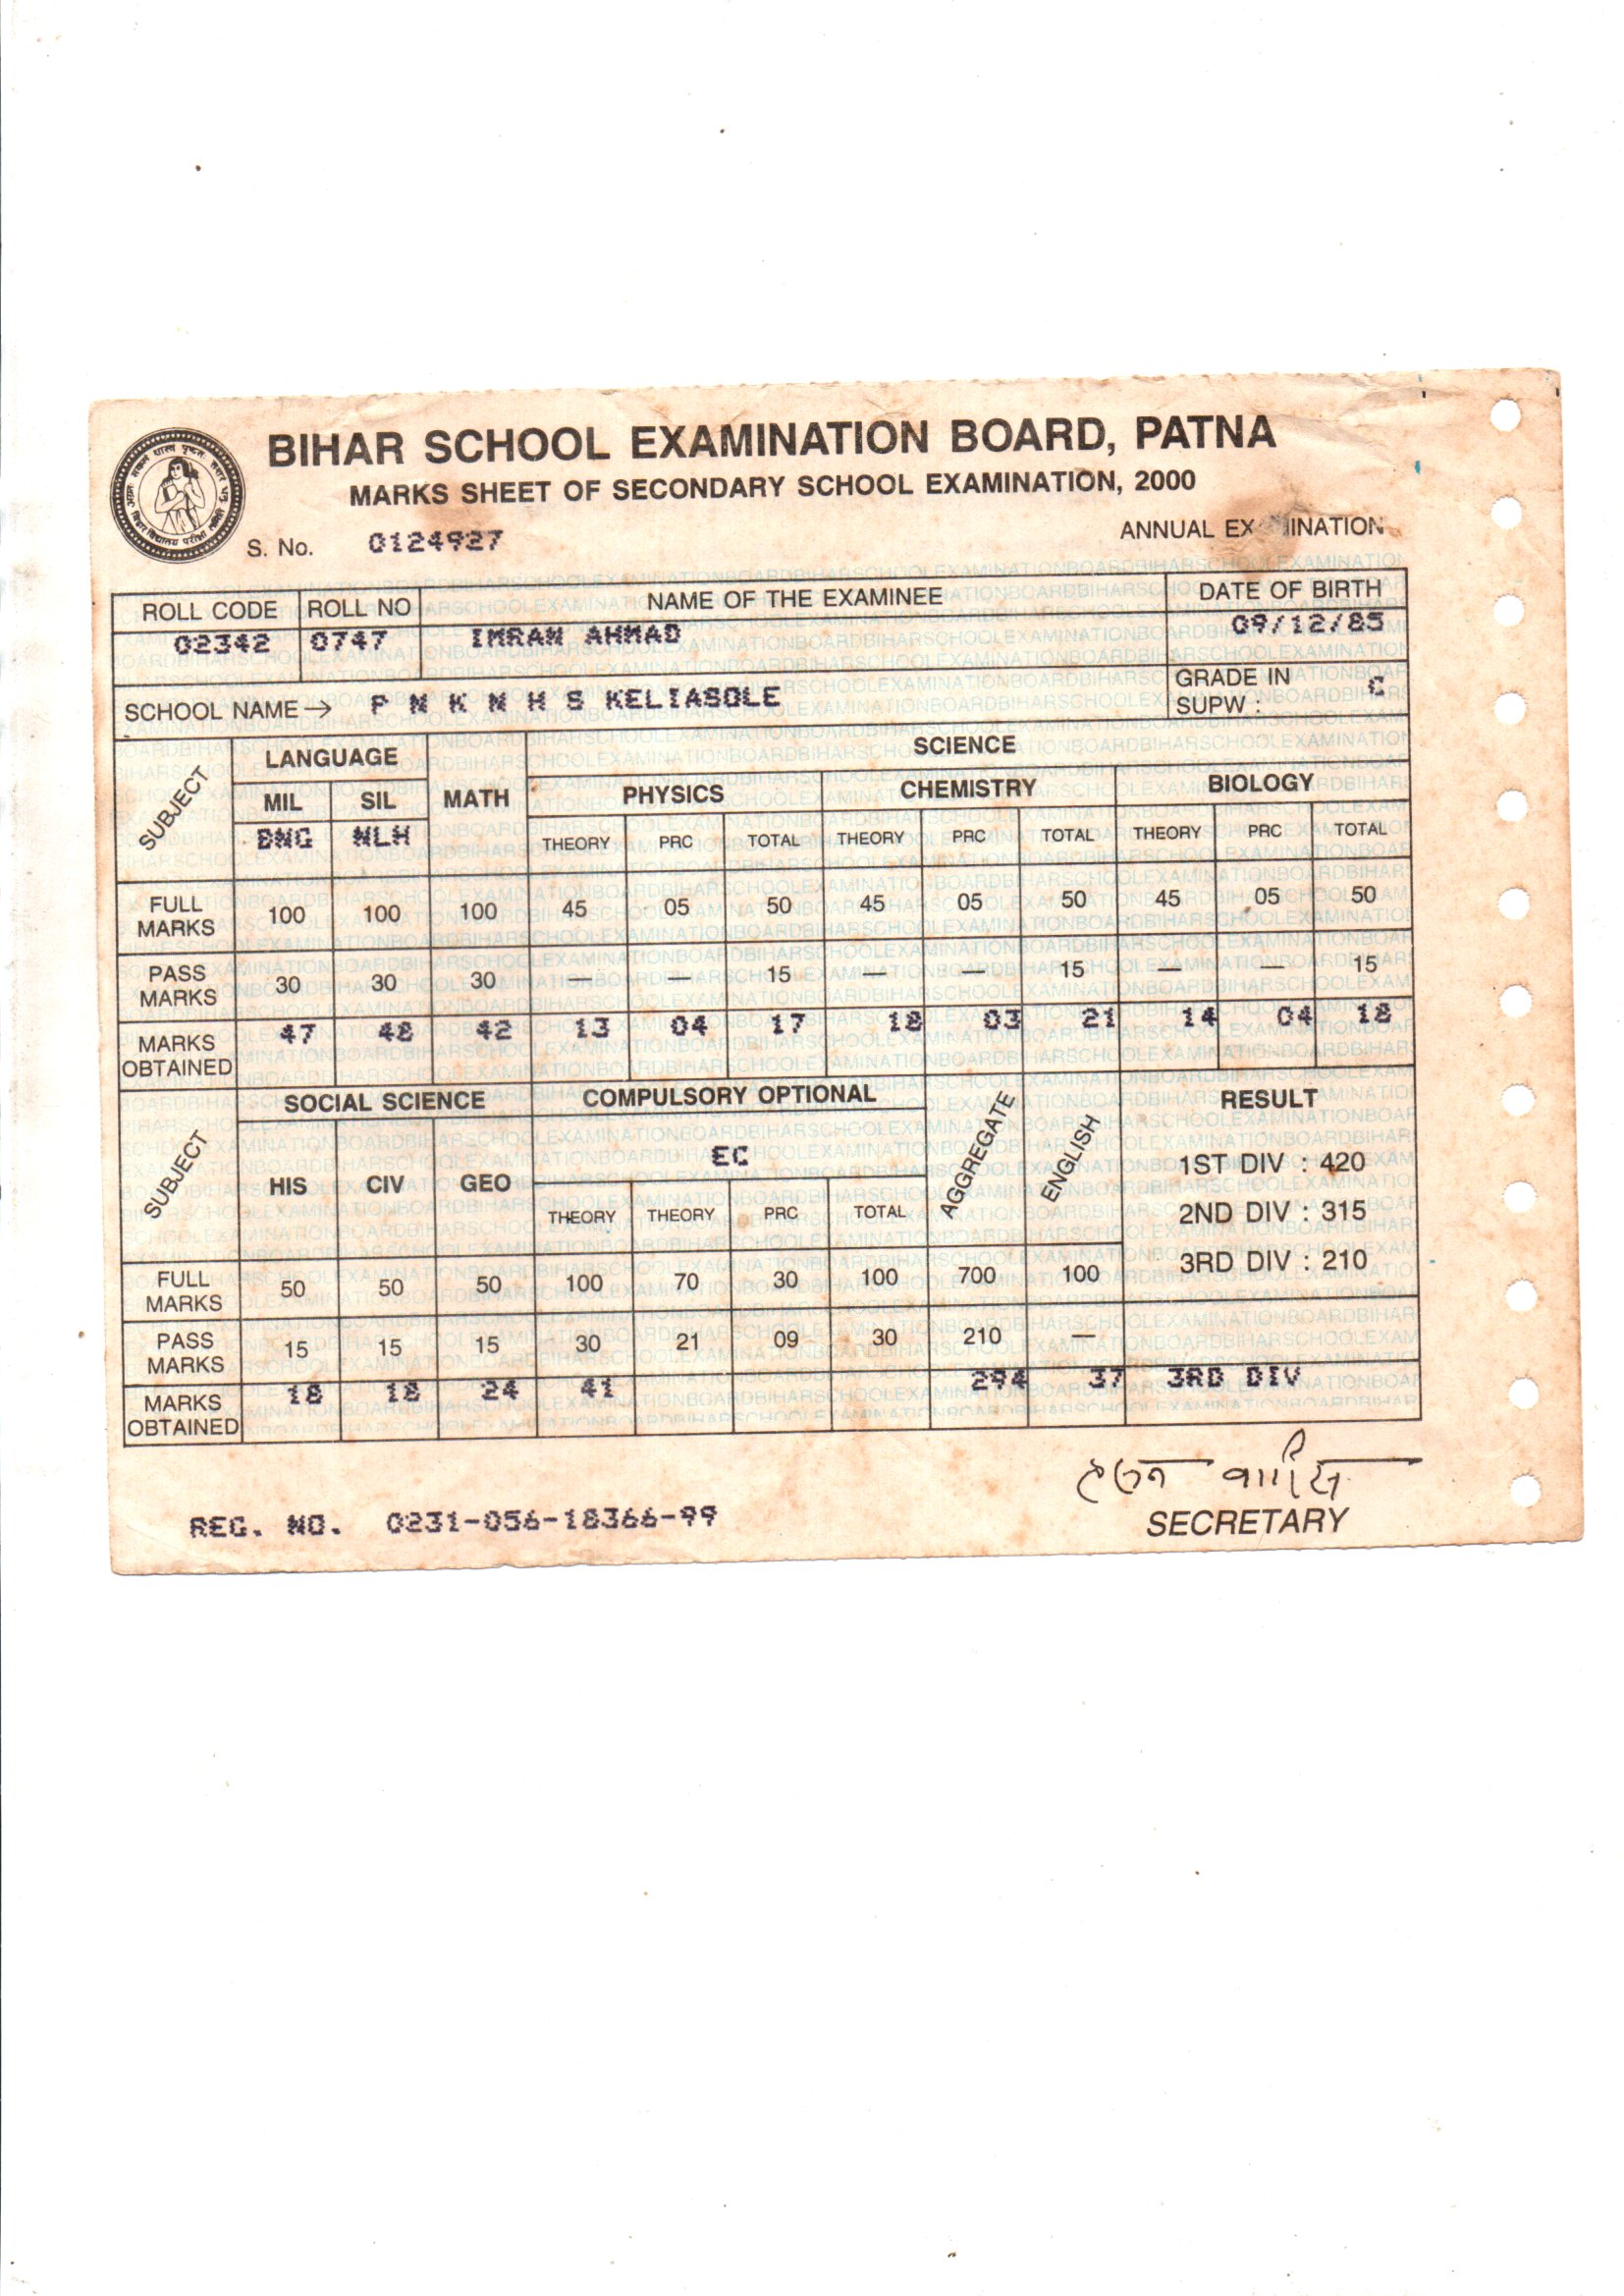 BIHAR SCHOOL EXAMINATION BOARD, PATNA
MARKS SHEET OF SECONDARY SCHOOL EXAMINATION, 2000
S. No. 0124927
ANNUAL EX INATION
ROLL CODE ROLL NO NAME OF THE EXAMINEE DATE OF BIRTH
02342 0747 IMRAN AHMAD 09/12/85
SCHOOL NAME → P N K N H S KELIASOLE GRADE IN SUPW : C
SUBJECT LANGUAGE MATH SCIENCE
MIL SIL PHYSICS CHEMISTRY BIOLOGY
BNG NLH THEORY PRC TOTAL THEORY PRC TOTAL THEORY PRC TOTAL
FULL MARKS 100 100 100 45 05 50 45 05 50 45 05 50
PASS MARKS 30 30 30 — — 15 — — 15 — — 15
MARKS OBTAINED 47 48 42 13 04 17 18 03 21 14 04 18
SUBJECT SOCIAL SCIENCE COMPULSORY OPTIONAL AGGREGATE ENGLISH RESULT
EC
HIS CIV GEO THEORY THEORY PRC TOTAL
1ST DIV : 420
2ND DIV : 315
3RD DIV : 210
FULL MARKS 50 50 50 100 70 30 100 700 100
PASS MARKS 15 15 15 30 21 09 30 210 —
MARKS OBTAINED 18 18 24 41 294 37 3RD DIV
REG. NO. 0231-056-18366-99
SECRETARY